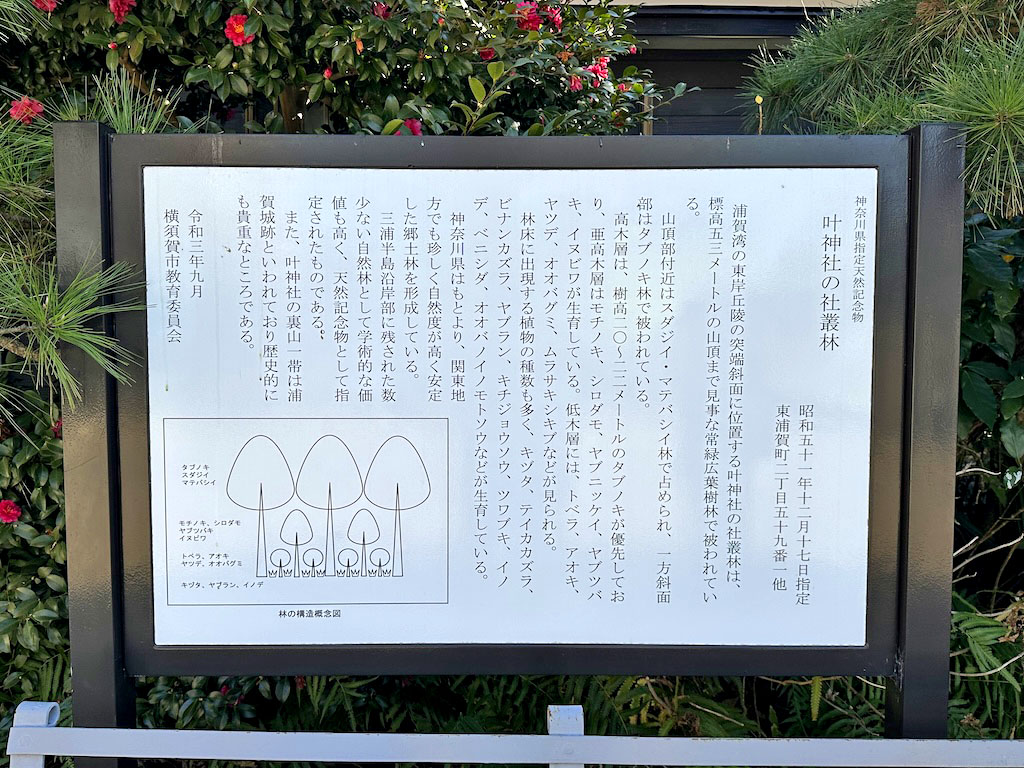 神奈川県指定天然記念物
叶神社の社叢林
昭和五十一年十二月十七日指定
東浦賀町二丁目五十九番一他
浦賀湾の東岸丘陵の突端斜面に位置する叶神社の社叢林は、
標高五三メートルの山頂まで見事な常緑広葉樹林で被われてい
る。
山頂部付近はスダジイ・マテバシイ林で占められ、一方斜面
部はタブノキ林で被われている。
高木層は、樹高二〇～二二メートルのタブノキが優先してお
り、亜高木層はモチノキ、シロダモ、ヤブニッケイ、ヤブツバ
キ、イヌビワが生育している。低木層には、トベラ、アオキ、
ヤツデ、オオバグミ、ムラサキシキブなどが見られる。
林床に出現する植物の種数も多く、キヅタ、テイカカズラ、
ビナンカズラ、ヤブラン、キチジョウソウ、ツワブキ、イノ
デ、ベニシダ、オオバノイノモトソウなどが生育している。
神奈川県はもとより、関東地
方でも珍しく自然度が高く安定
した郷土林を形成している。
三浦半島沿岸部に残された数
少ない自然林として学術的な価
値も高く、天然記念物として指
定されたものである。
また、叶神社の裏山一帯は浦
賀城跡といわれており歴史的に
も貴重なところである。
令和三年九月
横須賀市教育委員会
タブノキ
スダジイ
マテバシイ
モチノキ、シロダモ
ヤブツバキ
イヌビワ
トベラ、アオキ
ヤツデ、オオバグミ
キヅタ、ヤブラン、イノデ
林の構造概念図